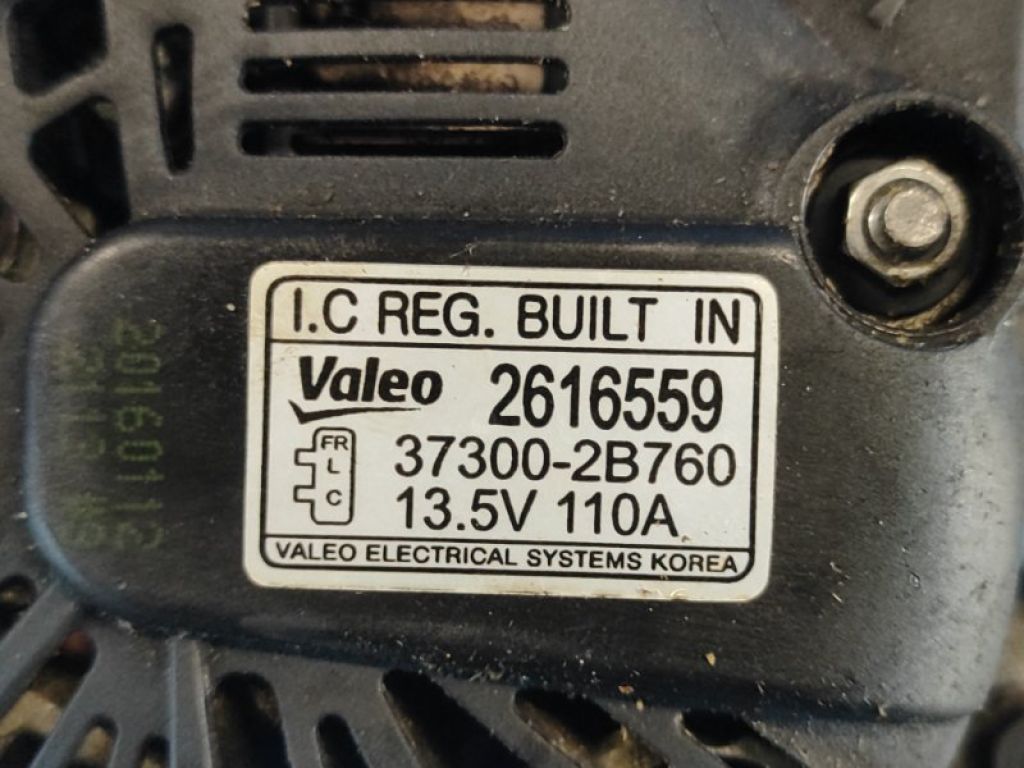 I.C REG. BUILT IN
Valeo 2616559
FR
L
C
37300-2B760
13.5V 110A
VALEO ELECTRICAL SYSTEMS KOREA
20160112